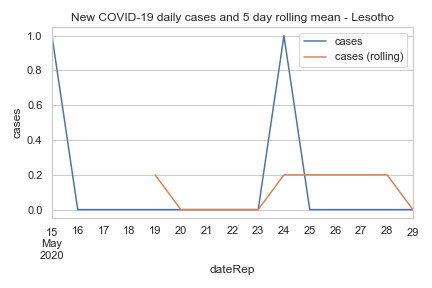 New COVID-19 daily cases and 5 day rolling mean - Lesotho
cases
cases (rolling)
1.0
0.8
0.6
0.4
0.2
0.0
cases
15 16 17 18 19 20 21 22 23 24 25 26 27 28 29
May
2020
dateRep